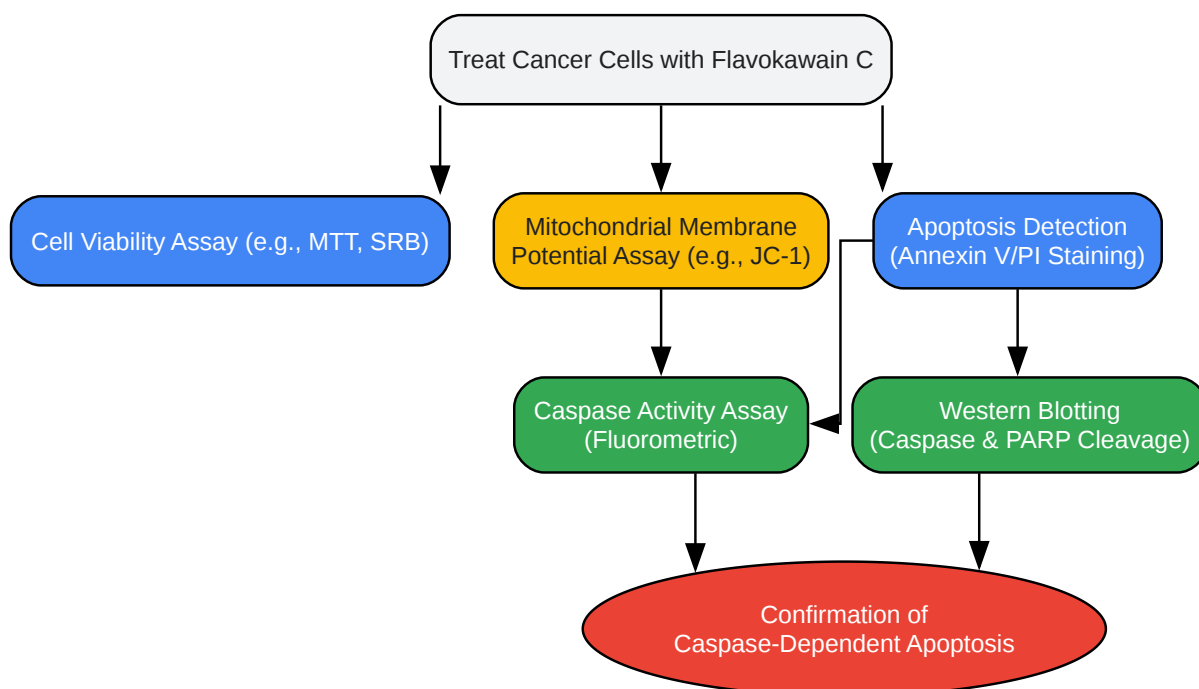 Treat Cancer Cells with Flavokawain C
Cell Viability Assay (e.g., MTT, SRB)
Mitochondrial Membrane
Potential Assay (e.g., JC-1)
Apoptosis Detection
(Annexin V/PI Staining)
Caspase Activity Assay
(Fluorometric)
Western Blotting
(Caspase & PARP Cleavage)
Confirmation of
Caspase-Dependent Apoptosis